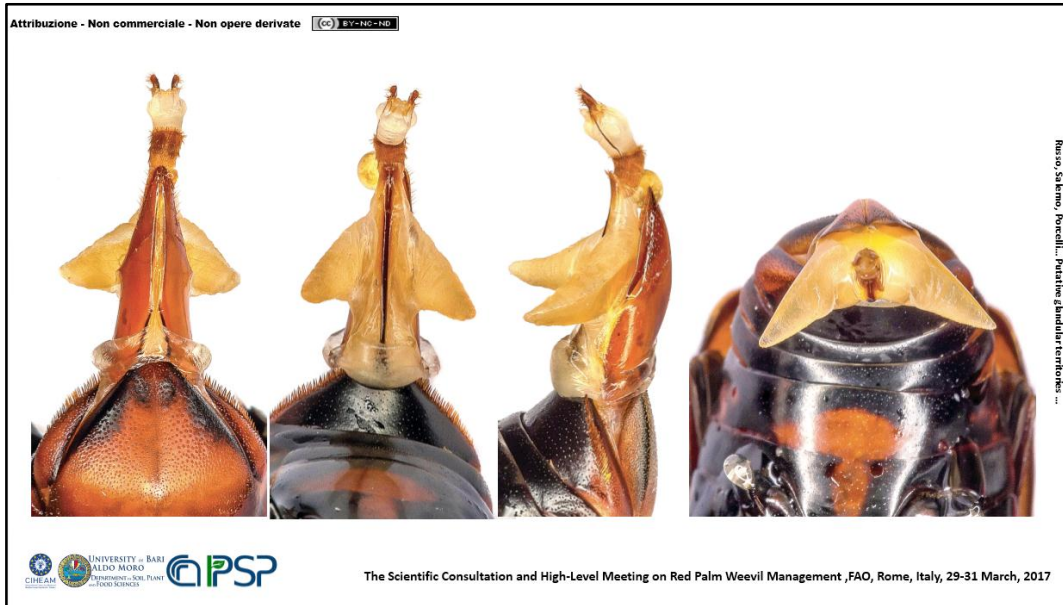 Attribuzione - Non commerciale - Non opere derivate
(cc) BY-NC-ND
Russo, Salerno, Porcelli... Putative glandular territories ...
CIHEAM
UNIVERSITY OF BARI
ALDO MORO
DEPARTMENT OF SOIL, PLANT
AND FOOD SCIENCES
IPSP
The Scientific Consultation and High-Level Meeting on Red Palm Weevil Management ,FAO, Rome, Italy, 29-31 March, 2017